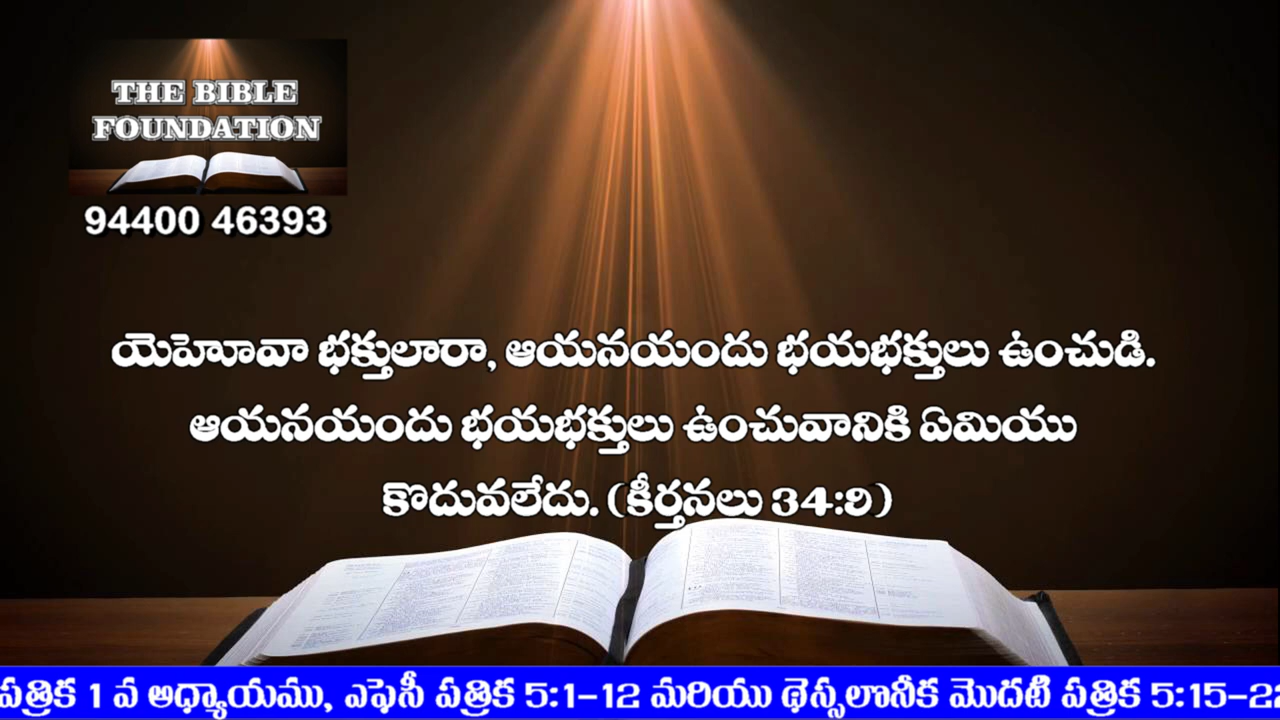 THE BIBLE
FOUNDATION
94400 46393
యెహోవా భక్తులారా, ఆయనయందు భయభక్తులు ఉంచుడి.
ఆయనయందు భయభక్తులు ఉంచువానికి ఏమియు
కొదువలేదు. (కీర్తనలు 34:9)
పత్రిక 1 వ అధ్యాయము, ఎఫెసీ పత్రిక 5:1-12 మరియు థెస్సలొనీక మొదటి పత్రిక 5:15-22